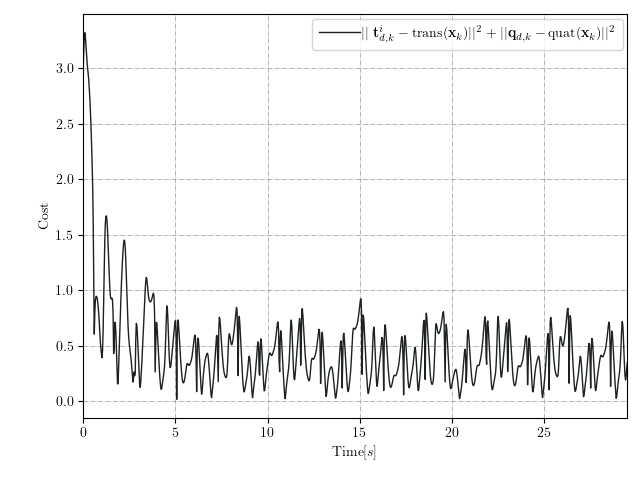 || t^i_{d,k} − trans(x_k)||^2 + ||q_{d,k} − quat(x_k)||^2
3.0
2.5
2.0
1.5
1.0
0.5
0.0
Cost
0 5 10 15 20 25
Time[s]